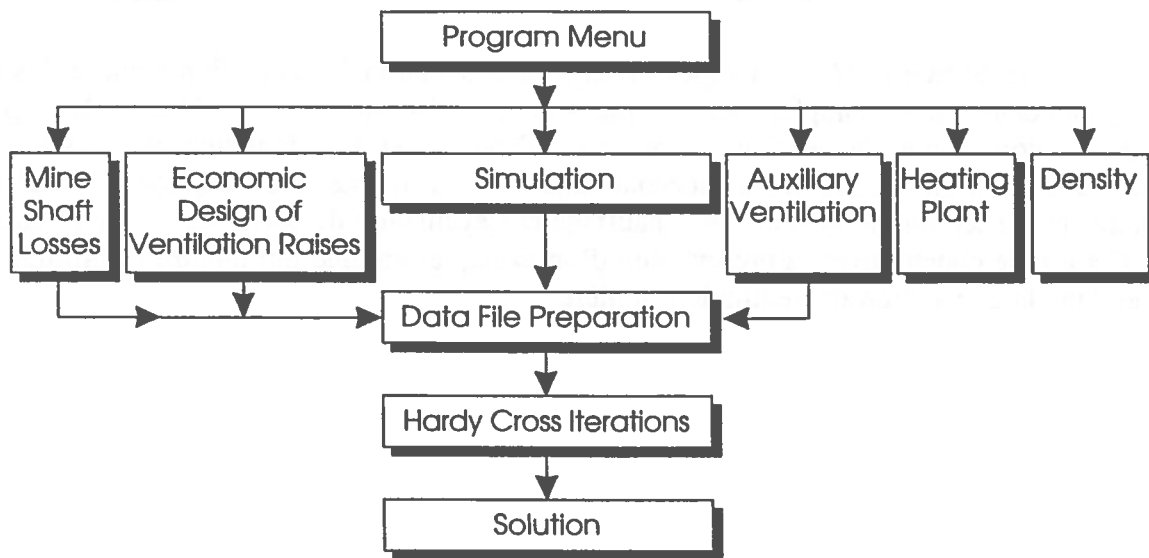 Program Menu
Mine
Shaft
Losses
Economic
Design of
Ventilation Raises
Simulation
Auxillary
Ventilation
Heating
Plant
Density
Data File Preparation
Hardy Cross Iterations
Solution